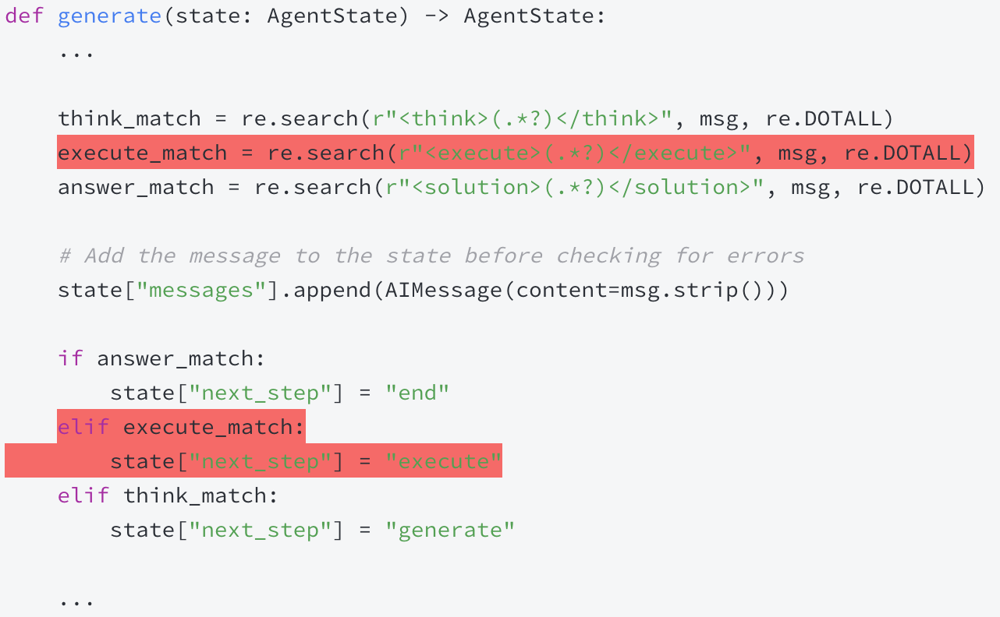 def generate(state: AgentState) -> AgentState:
    ...
    think_match = re.search(r"<think>(.*?)</think>", msg, re.DOTALL)
    execute_match = re.search(r"<execute>(.*?)</execute>", msg, re.DOTALL)
    answer_match = re.search(r"<solution>(.*?)</solution>", msg, re.DOTALL)
    # Add the message to the state before checking for errors
    state["messages"].append(AIMessage(content=msg.strip()))
    if answer_match:
        state["next_step"] = "end"
    elif execute_match:
        state["next_step"] = "execute"
    elif think_match:
        state["next_step"] = "generate"
    ...